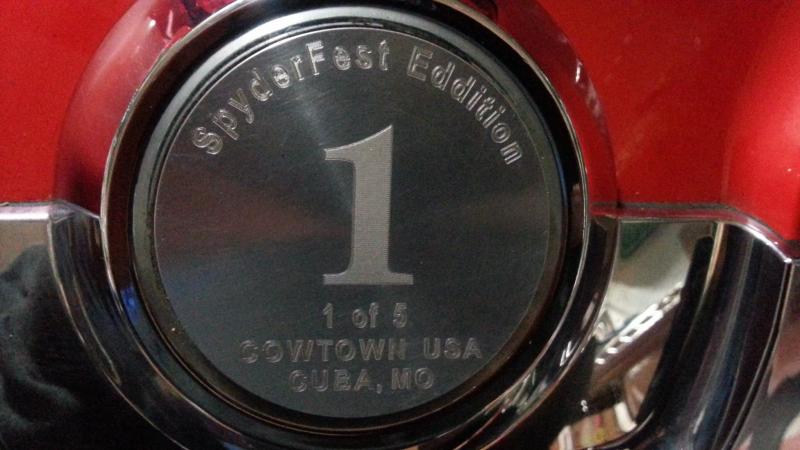 SpyderFest Eddition
1
1 of 5
COWTOWN USA
CUBA, MO